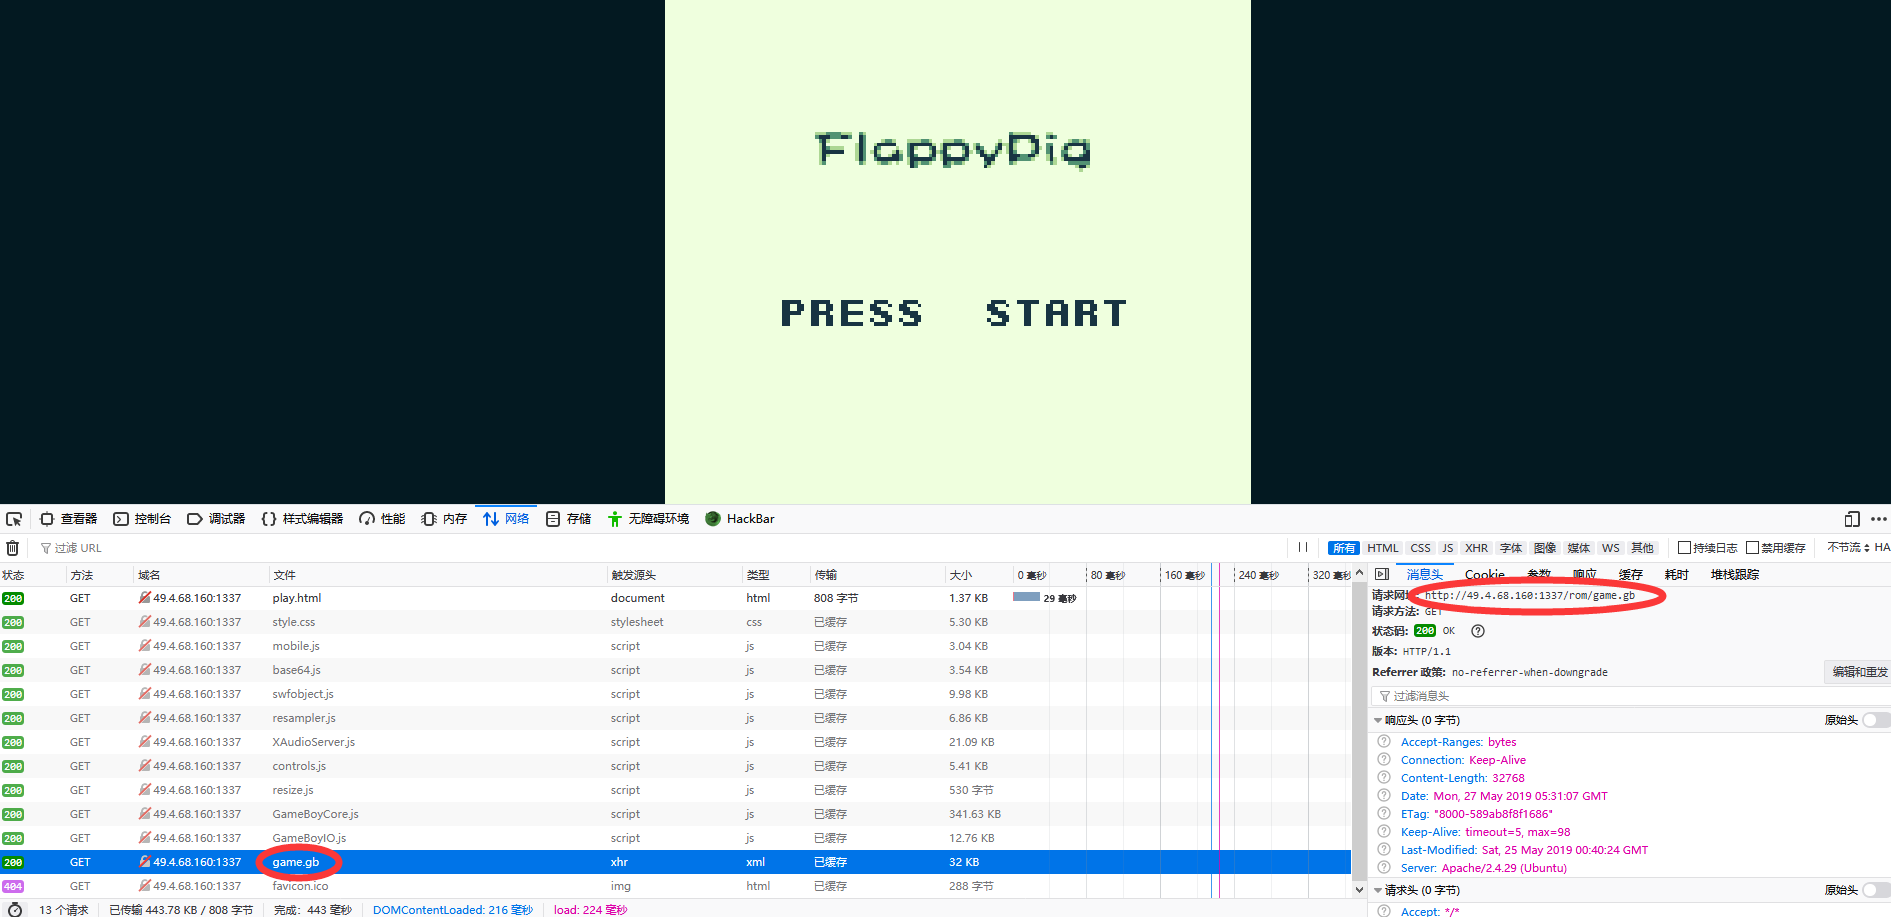 FlappyPig
PRESS START
查看器 控制台 调试器 样式编辑器 性能 内存 网络 存储 无障碍环境 HackBar
过滤 URL
所有 HTML CSS JS XHR 字体 图像 媒体 WS 其他 持续日志 禁用缓存 不节流 HA
状态 方法 域名 文件 触发源头 类型 传输 大小 0 毫秒 80 毫秒 160 毫秒 240 毫秒 320 毫秒
200 GET 49.4.68.160:1337 play.html document html 808 字节 1.37 KB 29 毫秒
200 GET 49.4.68.160:1337 style.css stylesheet css 已缓存 5.30 KB
200 GET 49.4.68.160:1337 mobile.js script js 已缓存 3.04 KB
200 GET 49.4.68.160:1337 base64.js script js 已缓存 3.54 KB
200 GET 49.4.68.160:1337 swfobject.js script js 已缓存 9.98 KB
200 GET 49.4.68.160:1337 resampler.js script js 已缓存 6.86 KB
200 GET 49.4.68.160:1337 XAudioServer.js script js 已缓存 21.09 KB
200 GET 49.4.68.160:1337 controls.js script js 已缓存 5.41 KB
200 GET 49.4.68.160:1337 resize.js script js 已缓存 530 字节
200 GET 49.4.68.160:1337 GameBoyCore.js script js 已缓存 341.63 KB
200 GET 49.4.68.160:1337 GameBoyIO.js script js 已缓存 12.76 KB
200 GET 49.4.68.160:1337 game.gb xhr xml 已缓存 32 KB
404 GET 49.4.68.160:1337 favicon.ico img html 已缓存 288 字节
13 个请求 已传输 443.78 KB / 808 字节 完成: 443 毫秒 DOMContentLoaded: 216 毫秒 load: 224 毫秒
消息头 Cookie 参数 响应 缓存 耗时 堆栈跟踪
请求网址: http://49.4.68.160:1337/rom/game.gb
请求方法: GET
状态码: 200 OK
版本: HTTP/1.1
Referrer 政策: no-referrer-when-downgrade 编辑和重发
过滤消息头
响应头 (0 字节) 原始头
Accept-Ranges: bytes
Connection: Keep-Alive
Content-Length: 32768
Date: Mon, 27 May 2019 05:31:07 GMT
ETag: "8000-589ab8f8f1686"
Keep-Alive: timeout=5, max=98
Last-Modified: Sat, 25 May 2019 00:40:24 GMT
Server: Apache/2.4.29 (Ubuntu)
请求头 (0 字节) 原始头
Accept: */*